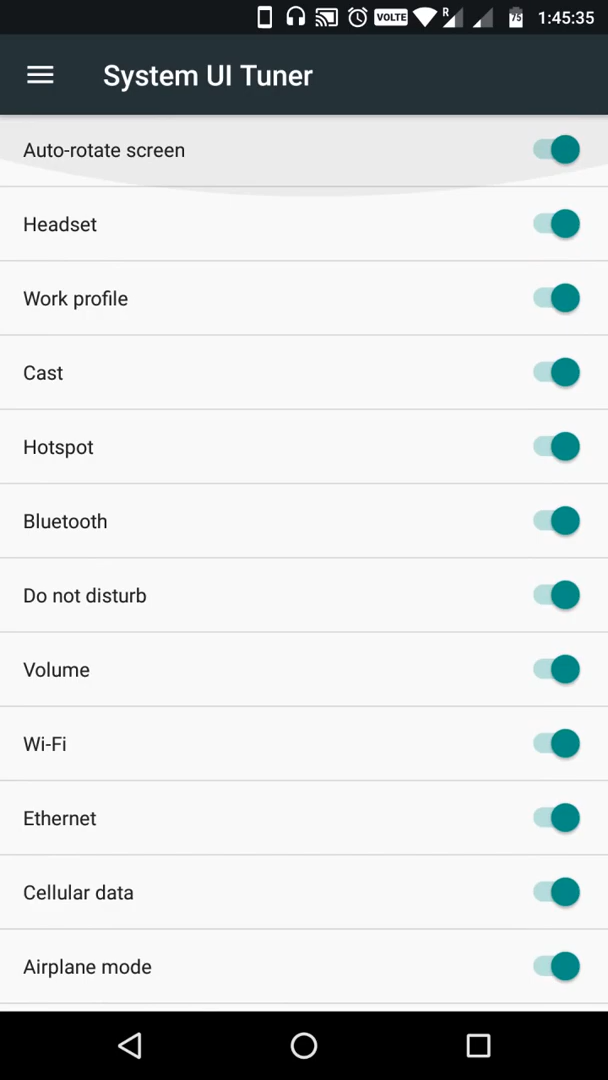 VOLTE R 75 1:45:35
System UI Tuner
Auto-rotate screen
Headset
Work profile
Cast
Hotspot
Bluetooth
Do not disturb
Volume
Wi-Fi
Ethernet
Cellular data
Airplane mode